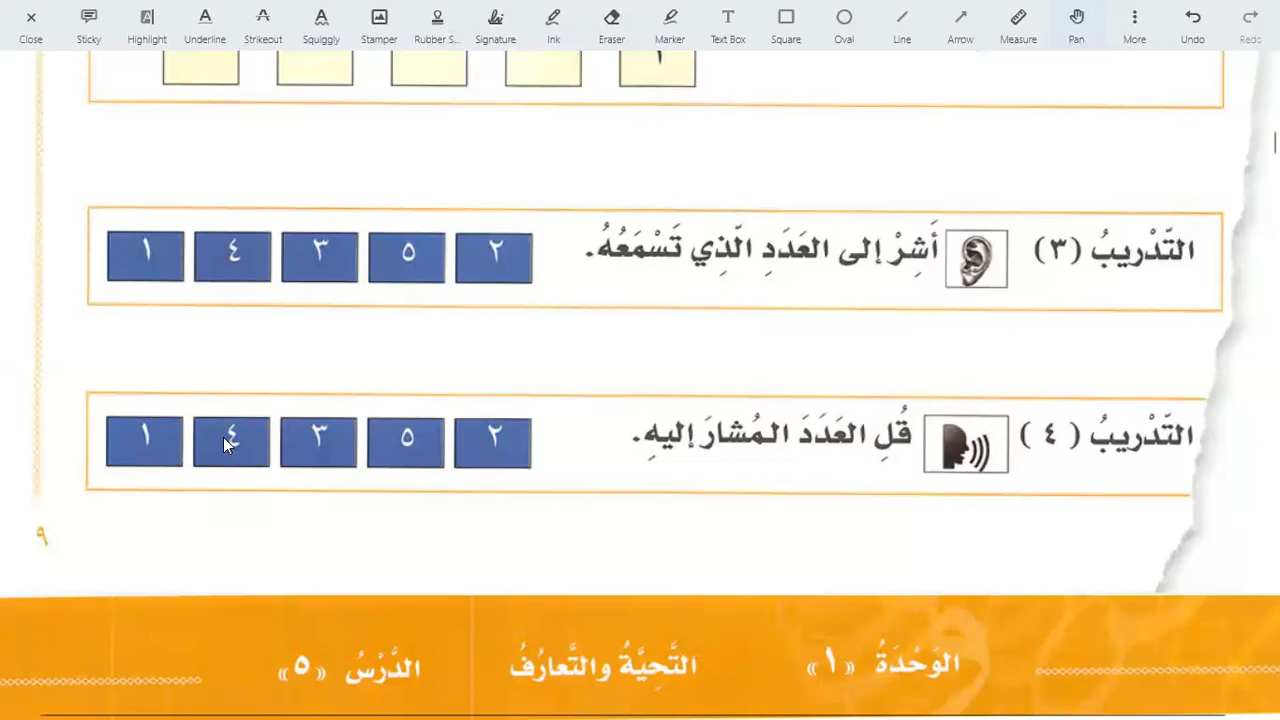 Close Sticky Highlight Underline Strikeout Squiggly Stamper Rubber S... Signature Ink Eraser Marker Text Box Square Oval Line Arrow Measure Pan More Undo Redo
١
التّدْريبُ (٣) أَشِرْ إلى العَدَدِ الّذِي تَسْمَعُهُ. ٢ ٥ ٣ ٤ ١
التّدْريبُ ( ٤ ) قُلِ العَدَدَ المُشارَ إليهِ. ٢ ٥ ٣ ٤ ١
٩
الوَحْدَةُ «١» التَّحِيَّةُ والتَّعارُفُ الدَّرْسُ «٥»